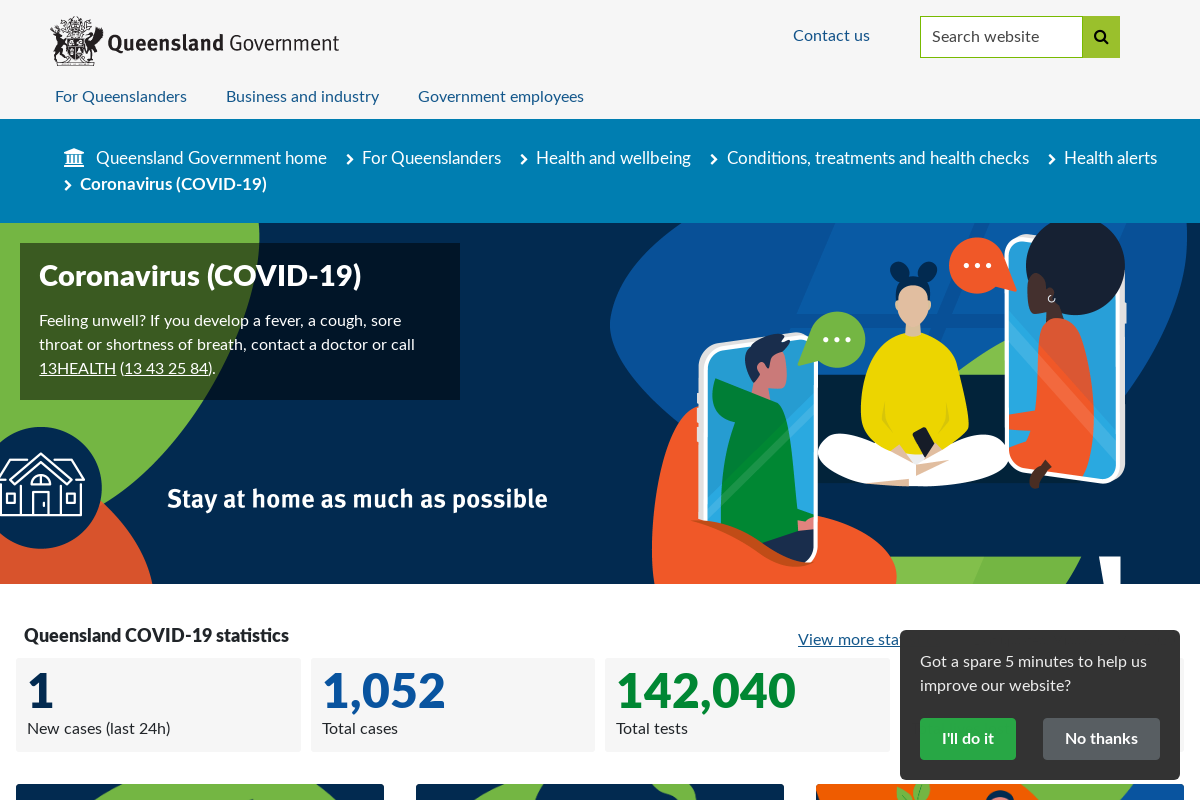 Queensland Government
Contact us
Search website
For Queenslanders
Business and industry
Government employees
Queensland Government home
For Queenslanders
Health and wellbeing
Conditions, treatments and health checks
Health alerts
Coronavirus (COVID-19)
Coronavirus (COVID-19)
Feeling unwell? If you develop a fever, a cough, sore
throat or shortness of breath, contact a doctor or call
13HEALTH (13 43 25 84).
Stay at home as much as possible
Queensland COVID-19 statistics
View more sta
1
New cases (last 24h)
1,052
Total cases
142,040
Total tests
Got a spare 5 minutes to help us
improve our website?
I'll do it
No thanks